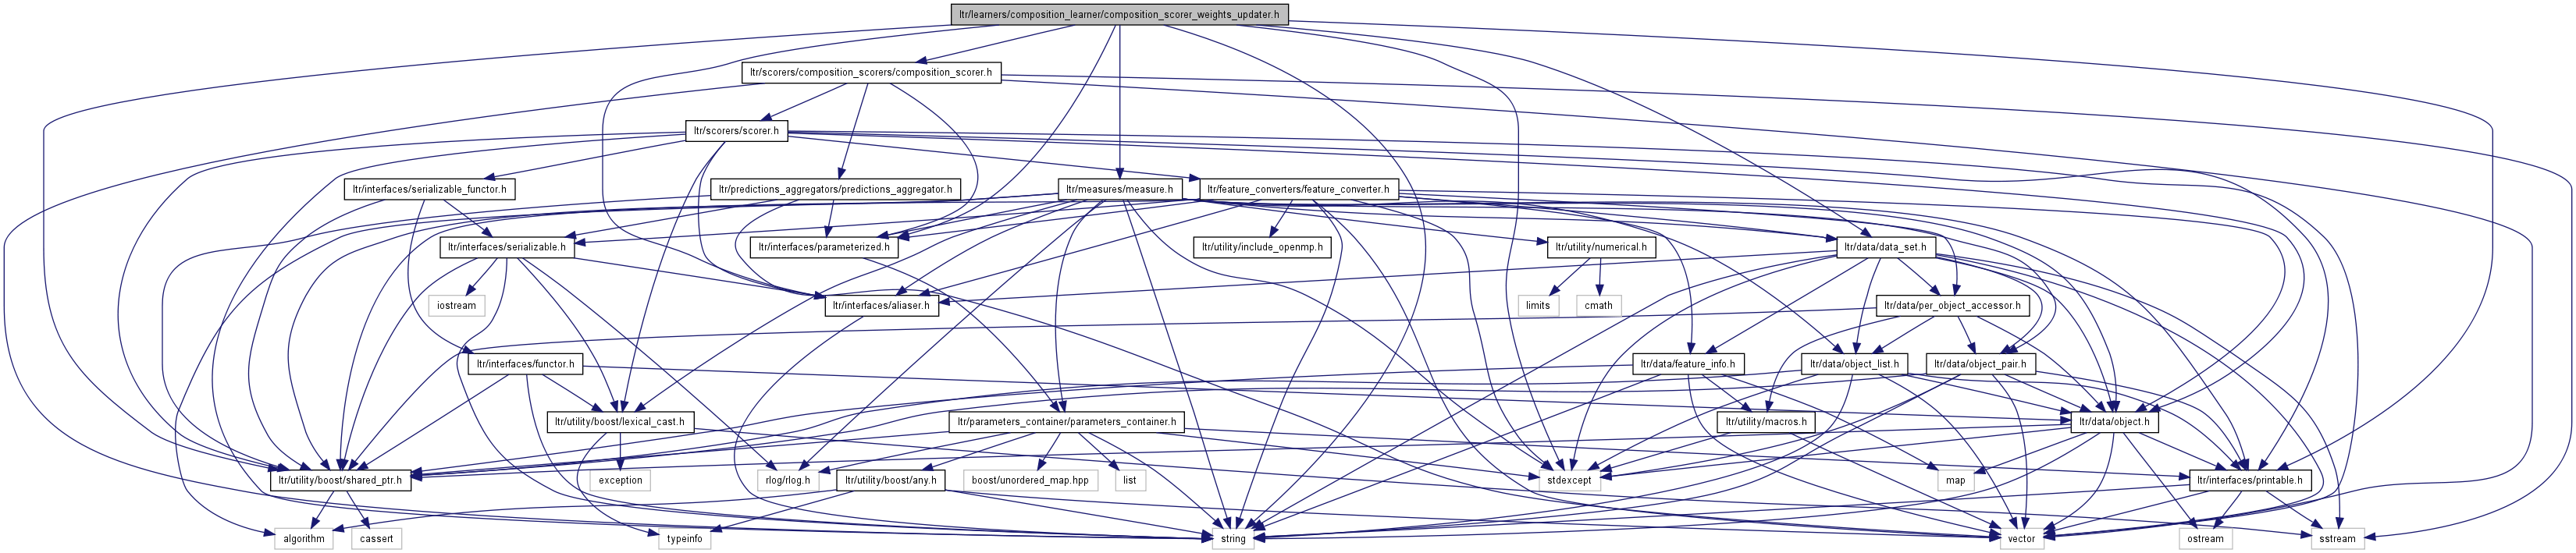 ltr/learners/composition_learner/composition_scorer_weights_updater.h
ltr/scorers/composition_scorers/composition_scorer.h
ltr/scorers/scorer.h
ltr/interfaces/serializable_functor.h
ltr/predictions_aggregators/predictions_aggregator.h
ltr/measures/measure.h
ltr/feature_converters/feature_converter.h
ltr/interfaces/serializable.h
ltr/interfaces/parameterized.h
ltr/utility/include_openmp.h
ltr/utility/numerical.h
ltr/data/data_set.h
iostream
ltr/interfaces/aliaser.h
limits
cmath
ltr/data/per_object_accessor.h
ltr/interfaces/functor.h
ltr/data/feature_info.h
ltr/data/object_list.h
ltr/data/object_pair.h
ltr/utility/boost/lexical_cast.h
ltr/parameters_container/parameters_container.h
ltr/utility/macros.h
ltr/data/object.h
ltr/utility/boost/shared_ptr.h
exception
rlog/rlog.h
ltr/utility/boost/any.h
boost/unordered_map.hpp
list
stdexcept
map
ltr/interfaces/printable.h
algorithm
cassert
typeinfo
string
vector
ostream
sstream